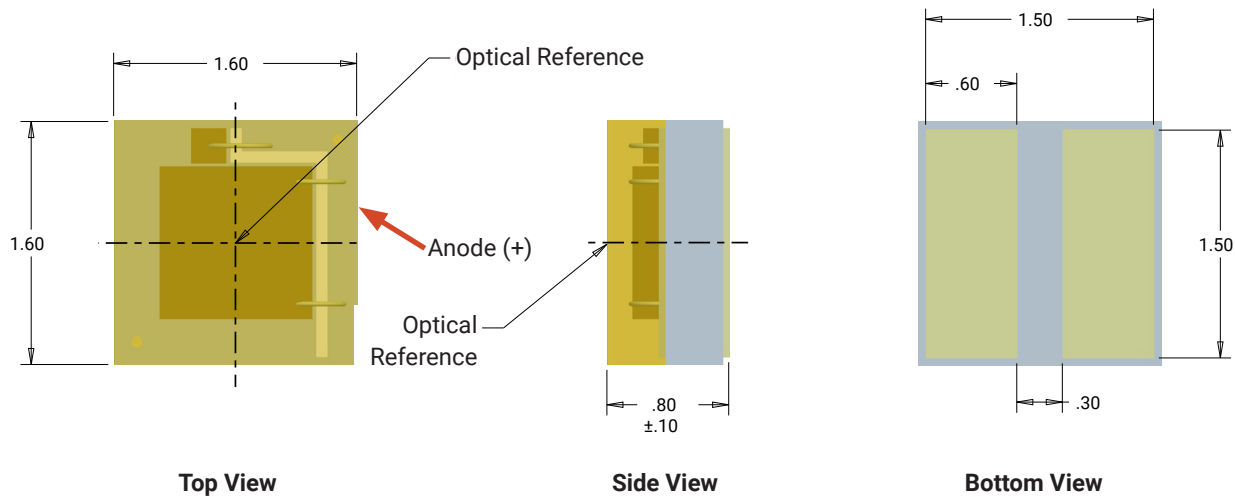 1.50
1.60
Optical Reference
.60
1.60
Anode (+)
1.50
Optical
Reference
.80
±.10
.30
Top View
Side View
Bottom View